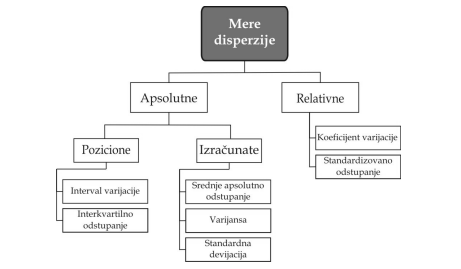 Mere
disperzije
Apsolutne
Relativne
Pozicione
Izračunate
Koeficijent varijacije
Standardizovano
odstupanje
Interval varijacije
Interkvartilno
odstupanje
Srednje apsolutno
odstupanje
Varijansa
Standardna
devijacija